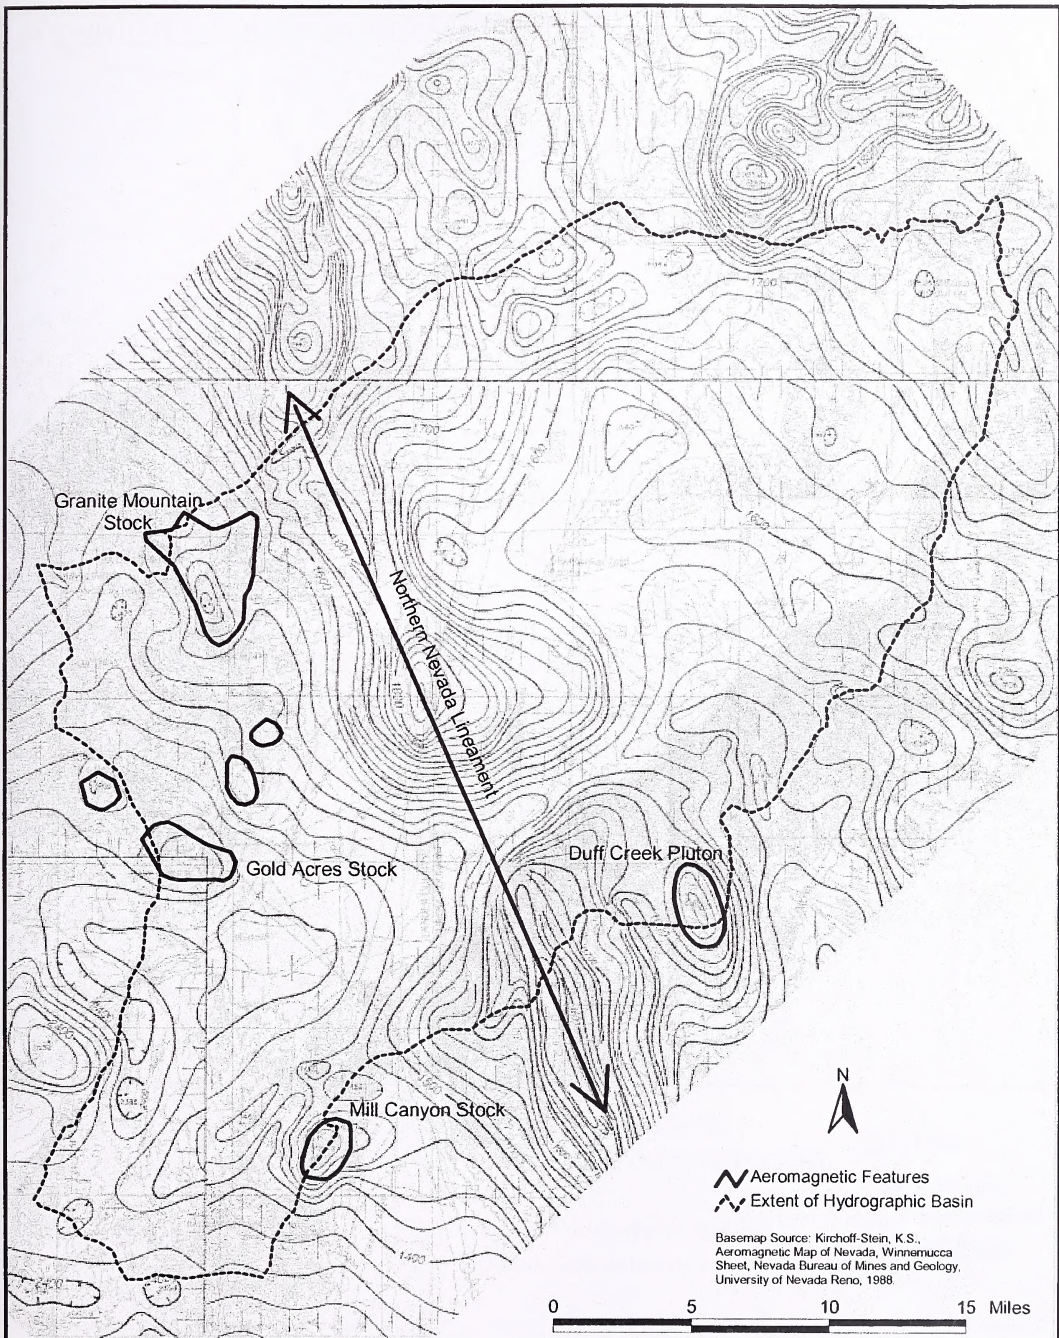 1700
1700
Granite Mountain
Stock
1600
Northern Nevada Lineament
Gold Acres Stock
Duff Creek Pluton
Mill Canyon Stock
1400
N
Aeromagnetic Features
Extent of Hydrographic Basin
Basemap Source: Kirchoff-Stein, K.S.,
Aeromagnetic Map of Nevada, Winnemucca
Sheet, Nevada Bureau of Mines and Geology,
University of Nevada Reno, 1988.
0 5 10 15 Miles